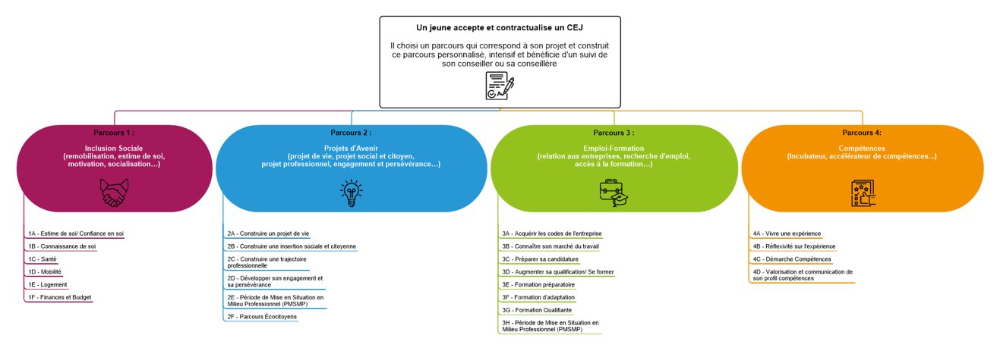 Un jeune accepte et contractualise un CEJ
Il choisi un parcours qui correspond à son projet et construit
ce parcours personnalisé, intensif et bénéficie d'un suivi de
son conseiller ou sa conseillère
Parcours 1 :
Inclusion Sociale
(remobilisation, estime de soi,
motivation, socialisation…)
1A - Estime de soi/ Confiance en soi
1B - Connaissance de soi
1C - Santé
1D - Mobilité
1E - Logement
1F - Finances et Budget
Parcours 2 :
Projets d'Avenir
(projet de vie, projet social et citoyen,
projet professionnel, engagement et persévérance…)
2A - Construire un projet de vie
2B - Construire une insertion sociale et citoyenne
2C - Construire une trajectoire
professionnelle
2D - Développer son engagement et
sa persévérance
2E - Période de Mise en Situation en
Milieu Professionnel (PMSMP)
2F - Parcours Écocitoyens
Parcours 3 :
Emploi-Formation
(relation aux entreprises, recherche d'emploi,
accès à la formation…)
3A - Acquérir les codes de l'entreprise
3B - Connaître son marché du travail
3C - Préparer sa candidature
3D - Augmenter sa qualification/ Se former
3E - Formation préparatoire
3F - Formation d'adaptation
3G - Formation Qualifiante
3H - Période de Mise en Situation en
Milieu Professionnel (PMSMP)
Parcours 4:
Compétences
(Incubateur, accélérateur de compétences...)
4A - Vivre une expérience
4B - Réflexivité sur l'expérience
4C - Démarche Compétences
4D - Valorisation et communication de
son profil compétences